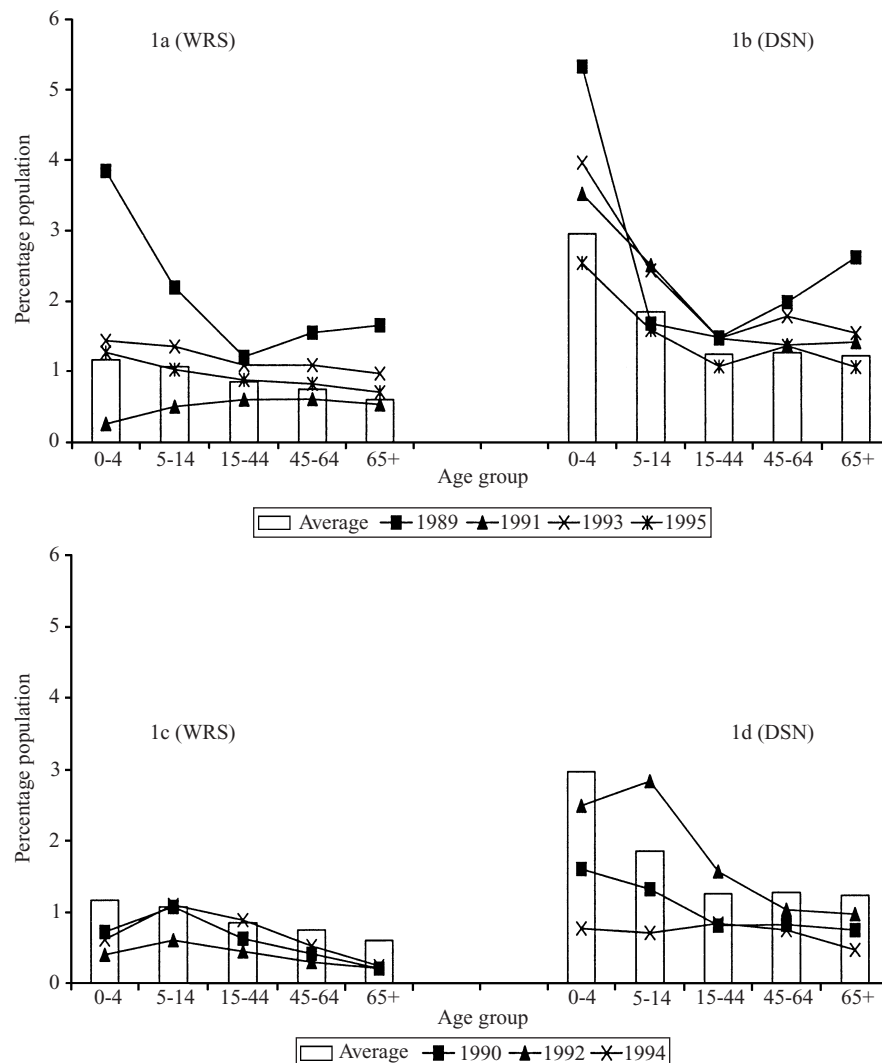 6
1a (WRS)
1b (DSN)
5
4
3
2
1
0
Percentage population
0-4 5-14 15-44 45-64 65+ 0-4 5-14 15-44 45-64 65+
Age group
Average 1989 1991 1993 1995
6
5
4
1c (WRS)
1d (DSN)
3
2
1
0
Percentage population
0-4 5-14 15-44 45-64 65+ 0-4 5-14 15-44 45-64 65+
Age group
Average 1990 1992 1994